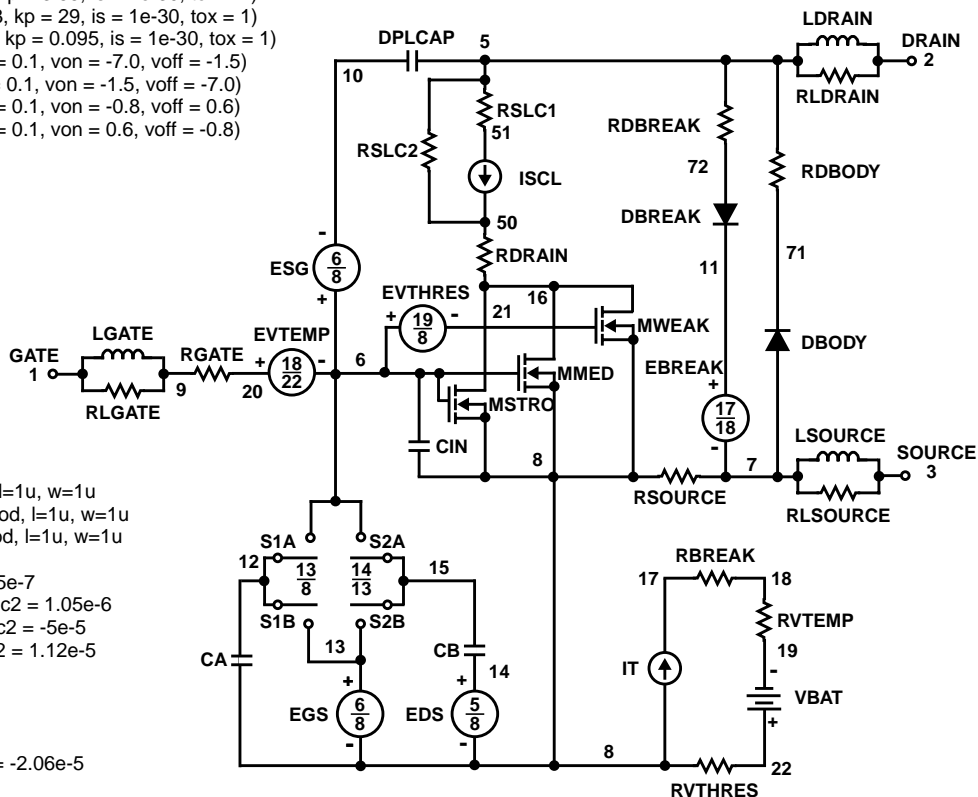 , kp = 29, is = 1e-30, tox = 1)
kp = 0.095, is = 1e-30, tox = 1)
= 0.1, von = -7.0, voff = -1.5)
= 0.1, von = -1.5, voff = -7.0)
= 0.1, von = -0.8, voff = 0.6)
= 0.1, von = 0.6, voff = -0.8)
LDRAIN
DPLCAP
5
DRAIN
2
10
RLDRAIN
RSLC1
51
RDBREAK
RSLC2
72
RDBODY
ISCL
DBREAK
50
ESG
6
8
-
+
RDRAIN
11
71
EVTHRES
+
19
8
-
16
21
MWEAK
LGATE
EVTEMP
GATE
1
RGATE
+
18
22
-
6
EBREAK
+
DBODY
9
20
MMED
RLGATE
MSTRO
17
18
-
LSOURCE
CIN
8
7
SOURCE
3
RSOURCE
RLSOURCE
l=1u, w=1u
od, l=1u, w=1u
od, l=1u, w=1u
S1A
S2A
RBREAK
12
13
8
14
13
15
17
18
5e-7
c2 = 1.05e-6
c2 = -5e-5
2 = 1.12e-5
S1B
S2B
RVTEMP
13
CB
19
CA
14
IT
-
VBAT
+
EGS
+
6
8
-
EDS
+
5
8
-
= -2.06e-5
8
22
RVTHRES